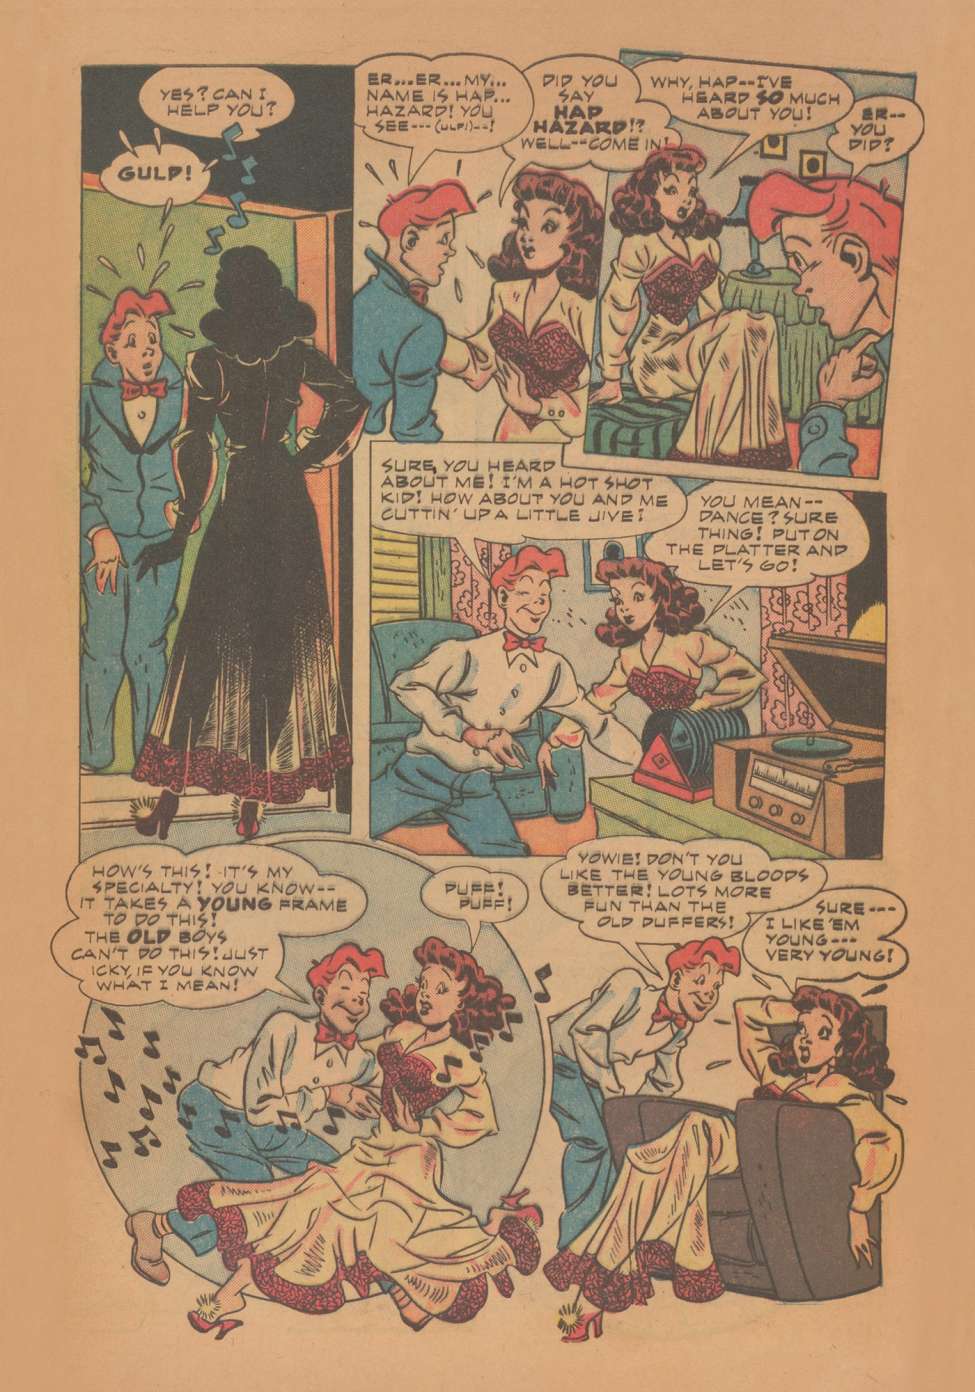 YES? CAN I
HELP YOU?
GULP!
ER...ER...MY...
NAME IS HAP...
HAZARD! YOU
SEE---(ULP!)--!
DID YOU
SAY
HAP
HAZARD!?
WELL--COME IN!
WHY, HAP--I'VE
HEARD SO MUCH
ABOUT YOU!
ER--
YOU
DID?
SURE, YOU HEARD
ABOUT ME! I'M A HOT SHOT
KID! HOW ABOUT YOU AND ME
CUTTIN' UP A LITTLE JIVE!
YOU MEAN--
DANCE? SURE
THING! PUT ON
THE PLATTER AND
LET'S GO!
HOW'S THIS! IT'S MY
SPECIALTY! YOU KNOW--
IT TAKES A YOUNG FRAME
TO DO THIS!
THE OLD BOYS
CAN'T DO THIS! JUST
ICKY, IF YOU KNOW
WHAT I MEAN!
PUFF!
PUFF!
YOWIE! DON'T YOU
LIKE THE YOUNG BLOODS
BETTER! LOTS MORE
FUN THAN THE
OLD DUFFERS!
SURE---
I LIKE 'EM
YOUNG---
VERY YOUNG!